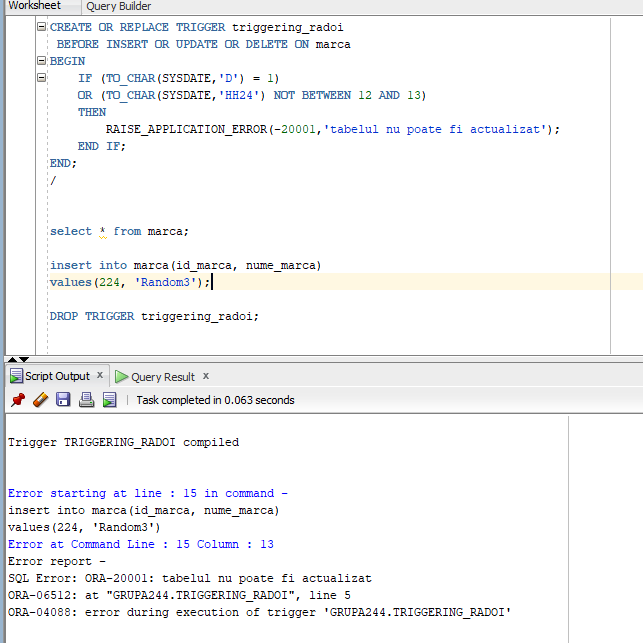 Worksheet Query Builder
CREATE OR REPLACE TRIGGER triggering_radoi
BEFORE INSERT OR UPDATE OR DELETE ON marca
BEGIN
IF (TO_CHAR(SYSDATE,'D') = 1)
OR (TO_CHAR(SYSDATE,'HH24') NOT BETWEEN 12 AND 13)
THEN
RAISE_APPLICATION_ERROR(-20001,'tabelul nu poate fi actualizat');
END IF;
END;
/
select * from marca;
insert into marca(id_marca, nume_marca)
values(224, 'Random3');
DROP TRIGGER triggering_radoi;
Script Output x Query Result x
Task completed in 0.063 seconds
Trigger TRIGGERING_RADOI compiled
Error starting at line : 15 in command -
insert into marca(id_marca, nume_marca)
values(224, 'Random3')
Error at Command Line : 15 Column : 13
Error report -
SQL Error: ORA-20001: tabelul nu poate fi actualizat
ORA-06512: at "GRUPA244.TRIGGERING_RADOI", line 5
ORA-04088: error during execution of trigger 'GRUPA244.TRIGGERING_RADOI'